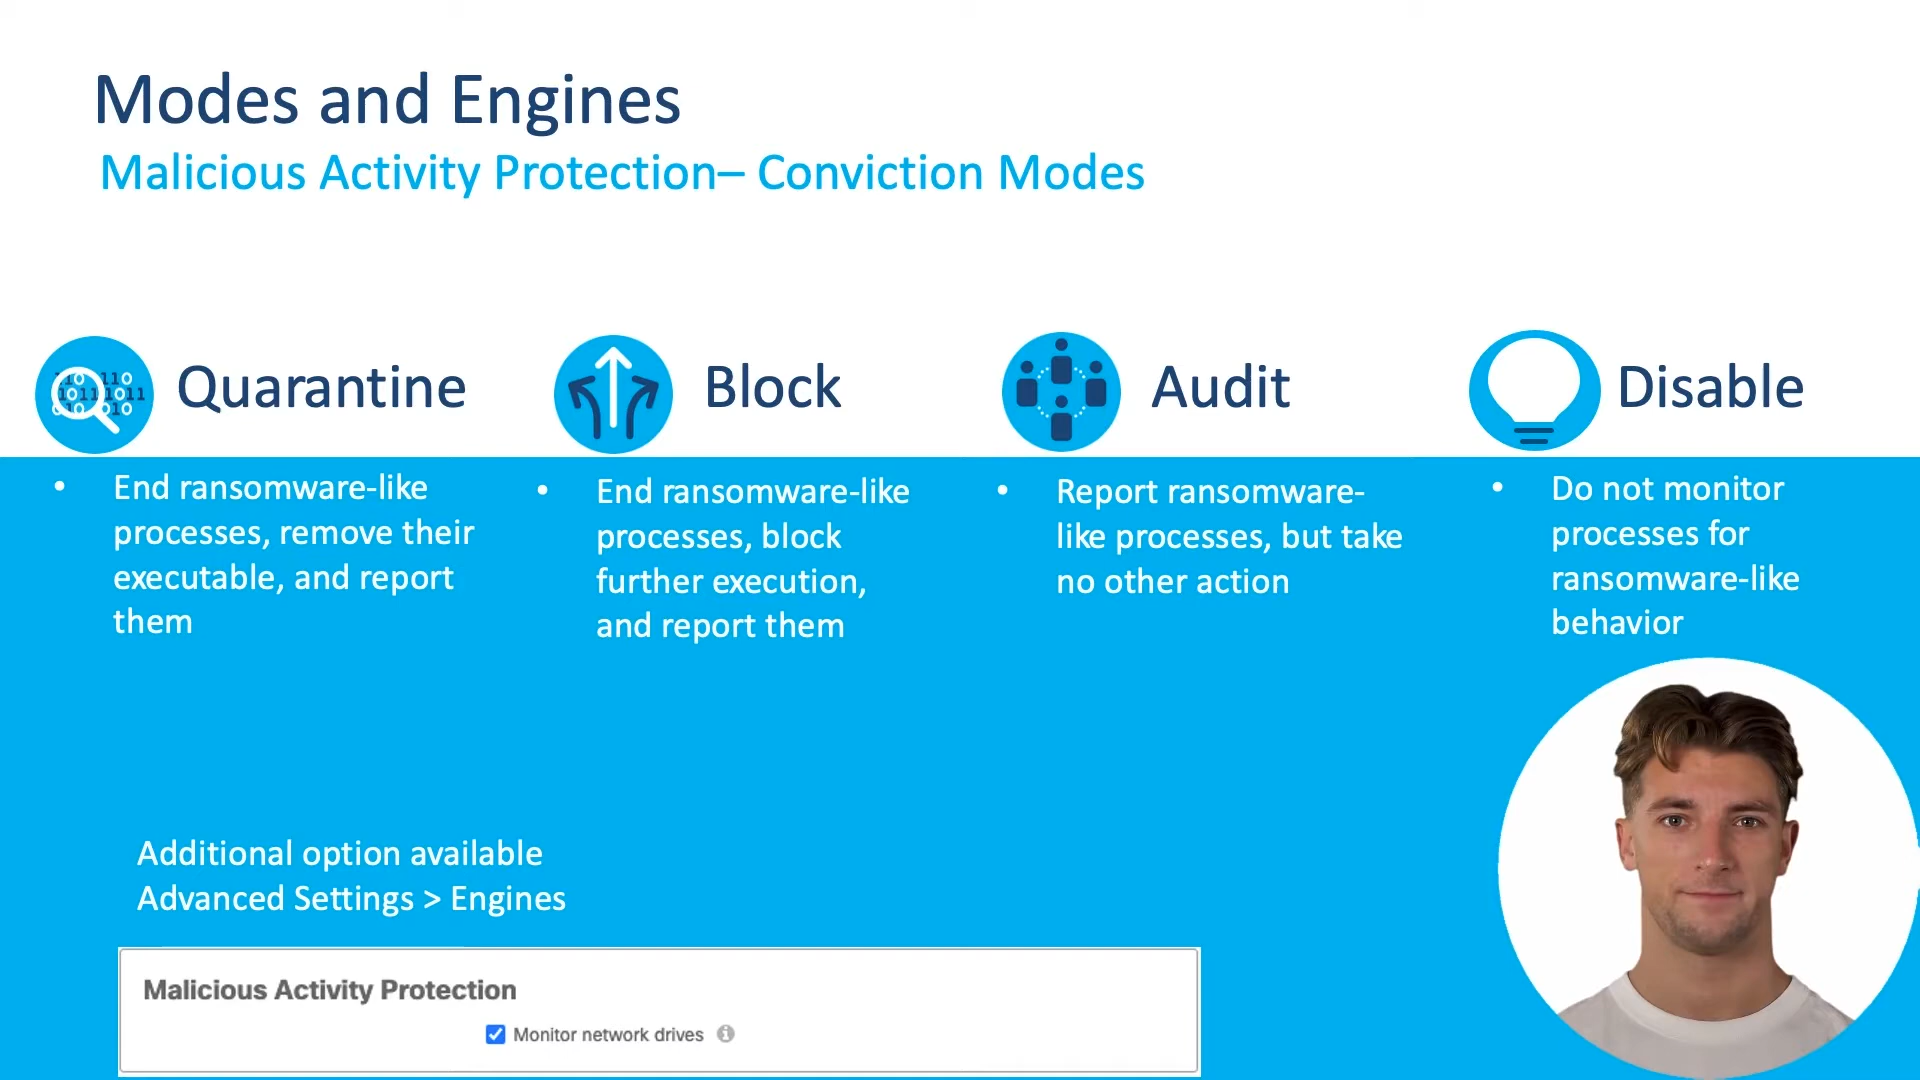 Modes and Engines
Malicious Activity Protection– Conviction Modes
Quarantine
End ransomware-like
processes, remove their
executable, and report
them
Block
End ransomware-like
processes, block
further execution,
and report them
Audit
Report ransomware-
like processes, but take
no other action
Disable
Do not monitor
processes for
ransomware-like
behavior
Additional option available
Advanced Settings > Engines
Malicious Activity Protection
Monitor network drives